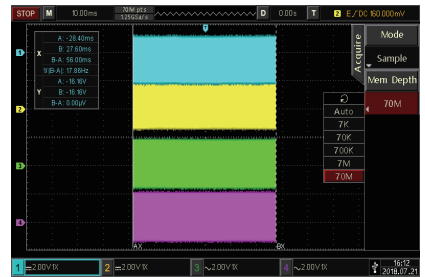 STOP M 10.00ms 70M pts 1.25GSa/s D 0.00s T 2 E/DC 160.000mV
A: -28.40ms
X B: 27.60ms
B-A: 56.00ms
1/|B-A|: 17.86Hz
A: -16.16V
Y B: -16.16V
B-A: 0.00μV
Acquire
Mode
Sample
Mem Depth
70M
Auto
7K
70K
700K
7M
70M
1
2
3
4
AX BX
1 2.00V 1X 2 2.00V 1X 3 2.00V 1X 4 2.00V 1X
16:12
2018.07.21